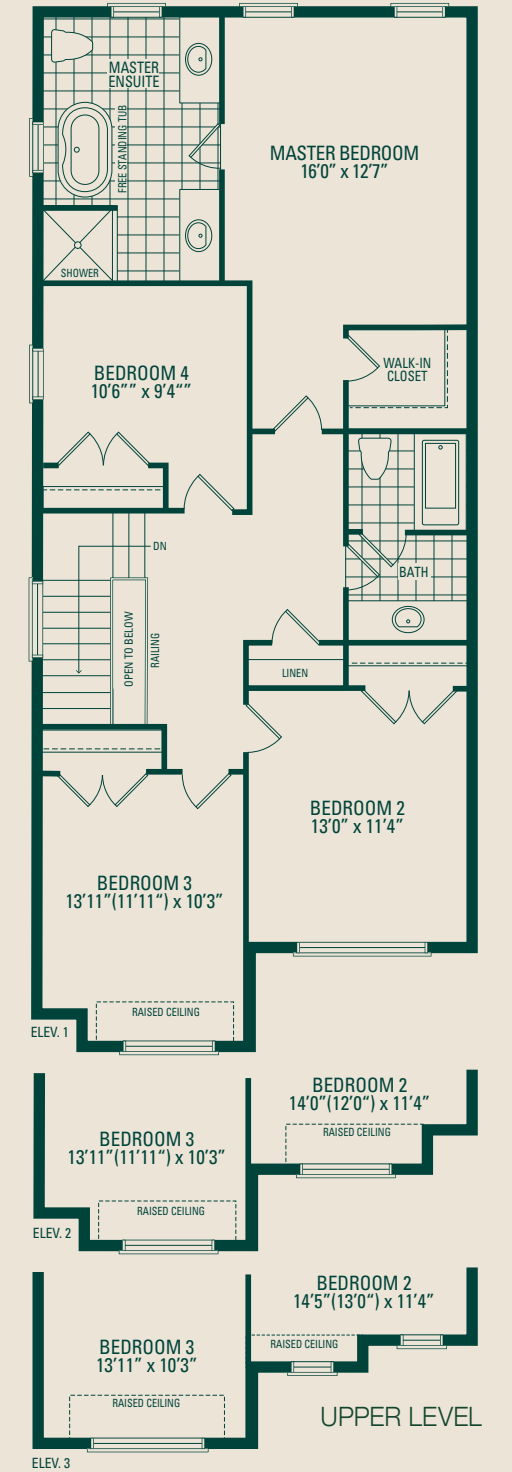 MASTER
ENSUITE
FREE STANDING TUB
SHOWER
MASTER BEDROOM
16'0" x 12'7"
WALK-IN
CLOSET
BEDROOM 4
10'6"" x 9'4""
DN
OPEN TO BELOW
RAILING
BATH
LINEN
BEDROOM 2
13'0" x 11'4"
BEDROOM 3
13'11"(11'11") x 10'3"
RAISED CEILING
ELEV. 1
BEDROOM 2
14'0"(12'0") x 11'4"
RAISED CEILING
BEDROOM 3
13'11"(11'11") x 10'3"
RAISED CEILING
ELEV. 2
BEDROOM 2
14'5"(13'0") x 11'4"
RAISED CEILING
BEDROOM 3
13'11" x 10'3"
RAISED CEILING
UPPER LEVEL
ELEV. 3